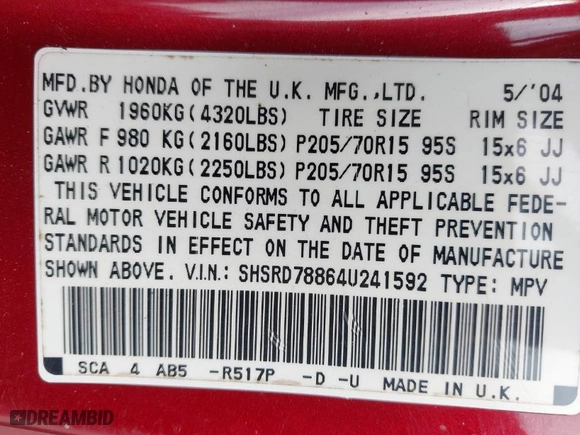 MFD.BY HONDA OF THE U.K. MFG.,LTD. 5/'04
GVWR 1960KG(4320LBS) TIRE SIZE RIM SIZE
GAWR F 980 KG(2160LBS) P205/70R15 95S 15x6 JJ
GAWR R 1020KG(2250LBS) P205/70R15 95S 15x6 JJ
THIS VEHICLE CONFORMS TO ALL APPLICABLE FEDE-
RAL MOTOR VEHICLE SAFETY AND THEFT PREVENTION
STANDARDS IN EFFECT ON THE DATE OF MANUFACTURE
SHOWN ABOVE. V.I.N.: SHSRD78864U241592 TYPE: MPV
SCA 4 AB5 -R517P -D -U MADE IN U.K.
DREAMBID